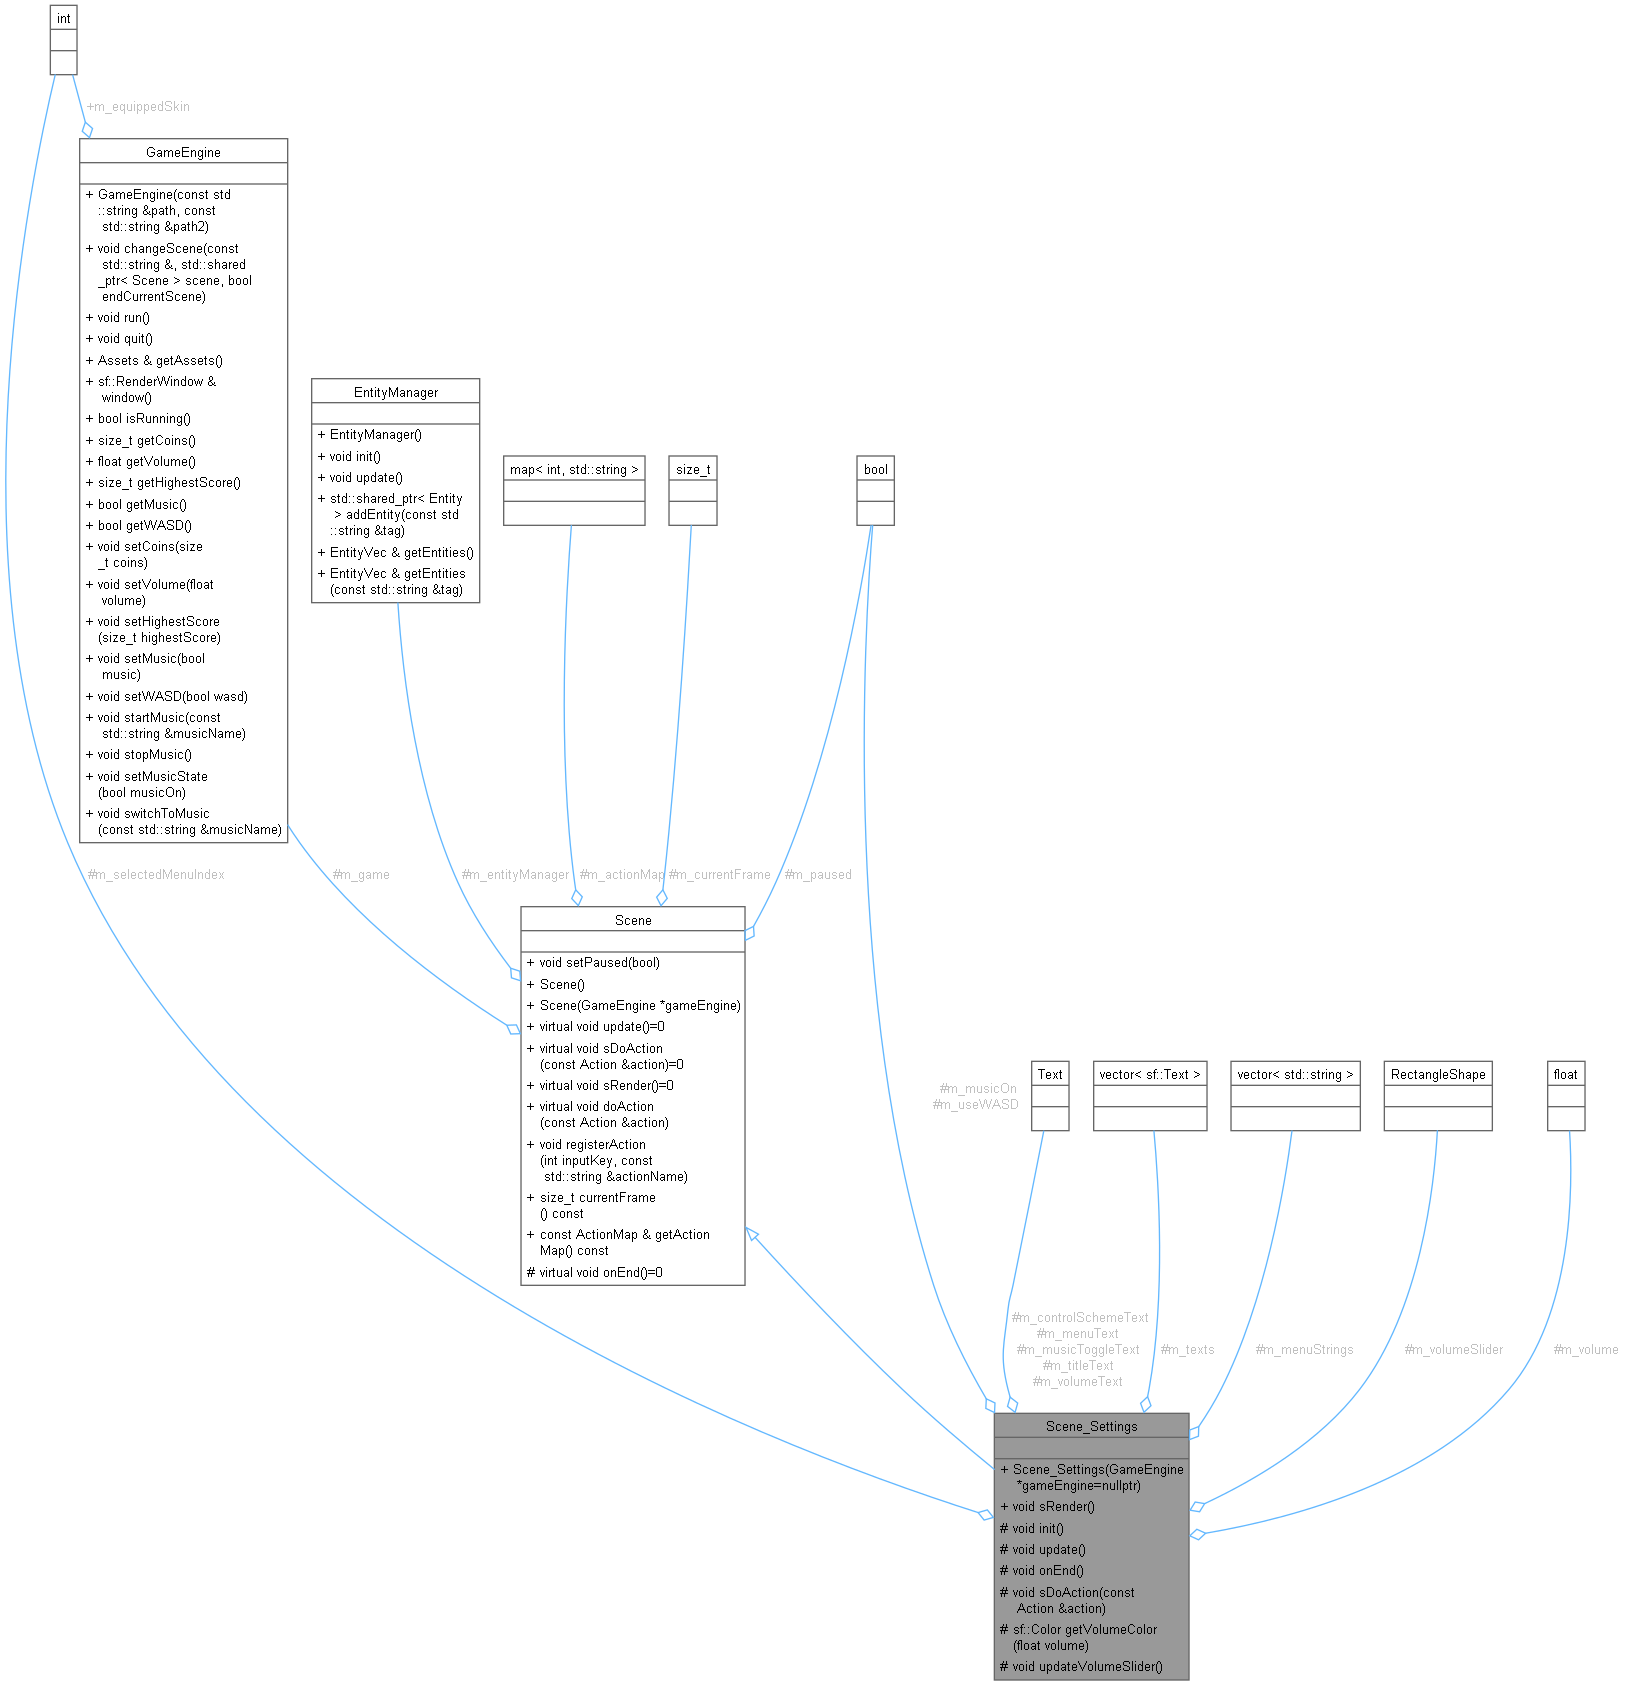 int
+m_equippedSkin
GameEngine
+ GameEngine(const std
::string &path, const
std::string &path2)
+ void changeScene(const
std::string &, std::shared
_ptr< Scene > scene, bool
endCurrentScene)
+ void run()
+ void quit()
+ Assets & getAssets()
+ sf::RenderWindow &
window()
+ bool isRunning()
+ size_t getCoins()
+ float getVolume()
+ size_t getHighestScore()
+ bool getMusic()
+ bool getWASD()
+ void setCoins(size
_t coins)
+ void setVolume(float
volume)
+ void setHighestScore
(size_t highestScore)
+ void setMusic(bool
music)
+ void setWASD(bool wasd)
+ void startMusic(const
std::string &musicName)
+ void stopMusic()
+ void setMusicState
(bool musicOn)
+ void switchToMusic
(const std::string &musicName)
EntityManager
+ EntityManager()
+ void init()
+ void update()
+ std::shared_ptr< Entity
> addEntity(const std
::string &tag)
+ EntityVec & getEntities()
+ EntityVec & getEntities
(const std::string &tag)
map< int, std::string >
size_t
bool
#m_selectedMenuIndex
#m_game
#m_entityManager
#m_actionMap
#m_currentFrame
#m_paused
Scene
+ void setPaused(bool)
+ Scene()
+ Scene(GameEngine *gameEngine)
+ virtual void update()=0
+ virtual void sDoAction
(const Action &action)=0
+ virtual void sRender()=0
+ virtual void doAction
(const Action &action)
+ void registerAction
(int inputKey, const
std::string &actionName)
+ size_t currentFrame
() const
+ const ActionMap & getAction
Map() const
# virtual void onEnd()=0
#m_musicOn
#m_useWASD
Text
vector< sf::Text >
vector< std::string >
RectangleShape
float
#m_controlSchemeText
#m_menuText
#m_musicToggleText
#m_titleText
#m_volumeText
#m_texts
#m_menuStrings
#m_volumeSlider
#m_volume
Scene_Settings
+ Scene_Settings(GameEngine
*gameEngine=nullptr)
+ void sRender()
# void init()
# void update()
# void onEnd()
# void sDoAction(const
Action &action)
# sf::Color getVolumeColor
(float volume)
# void updateVolumeSlider()